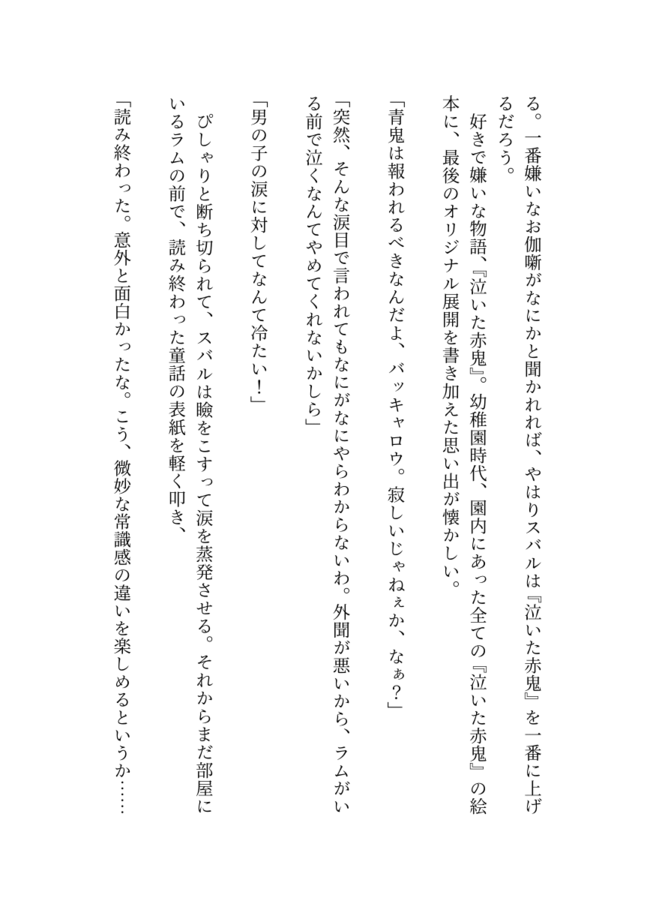 る。一番嫌いなお伽噺がなにかと聞かれれば、やはりスバルは『泣いた赤鬼』を一番に上げ
るだろう。
　好きで嫌いな物語、『泣いた赤鬼』。幼稚園時代、園内にあった全ての『泣いた赤鬼』の絵
本に、最後のオリジナル展開を書き加えた思い出が懐かしい。
「青鬼は報われるべきなんだよ、バッキャロウ。寂しいじゃねぇか、なぁ？」
「突然、そんな涙目で言われてもなにがなにやらわからないわ。外聞が悪いから、ラムがい
る前で泣くなんてやめてくれないかしら」
「男の子の涙に対してなんて冷たい！」
　ぴしゃりと断ち切られて、スバルは瞼をこすって涙を蒸発させる。それからまだ部屋に
いるラムの前で、読み終わった童話の表紙を軽く叩き、
「読み終わった。意外と面白かったな。こう、微妙な常識感の違いを楽しめるというか……